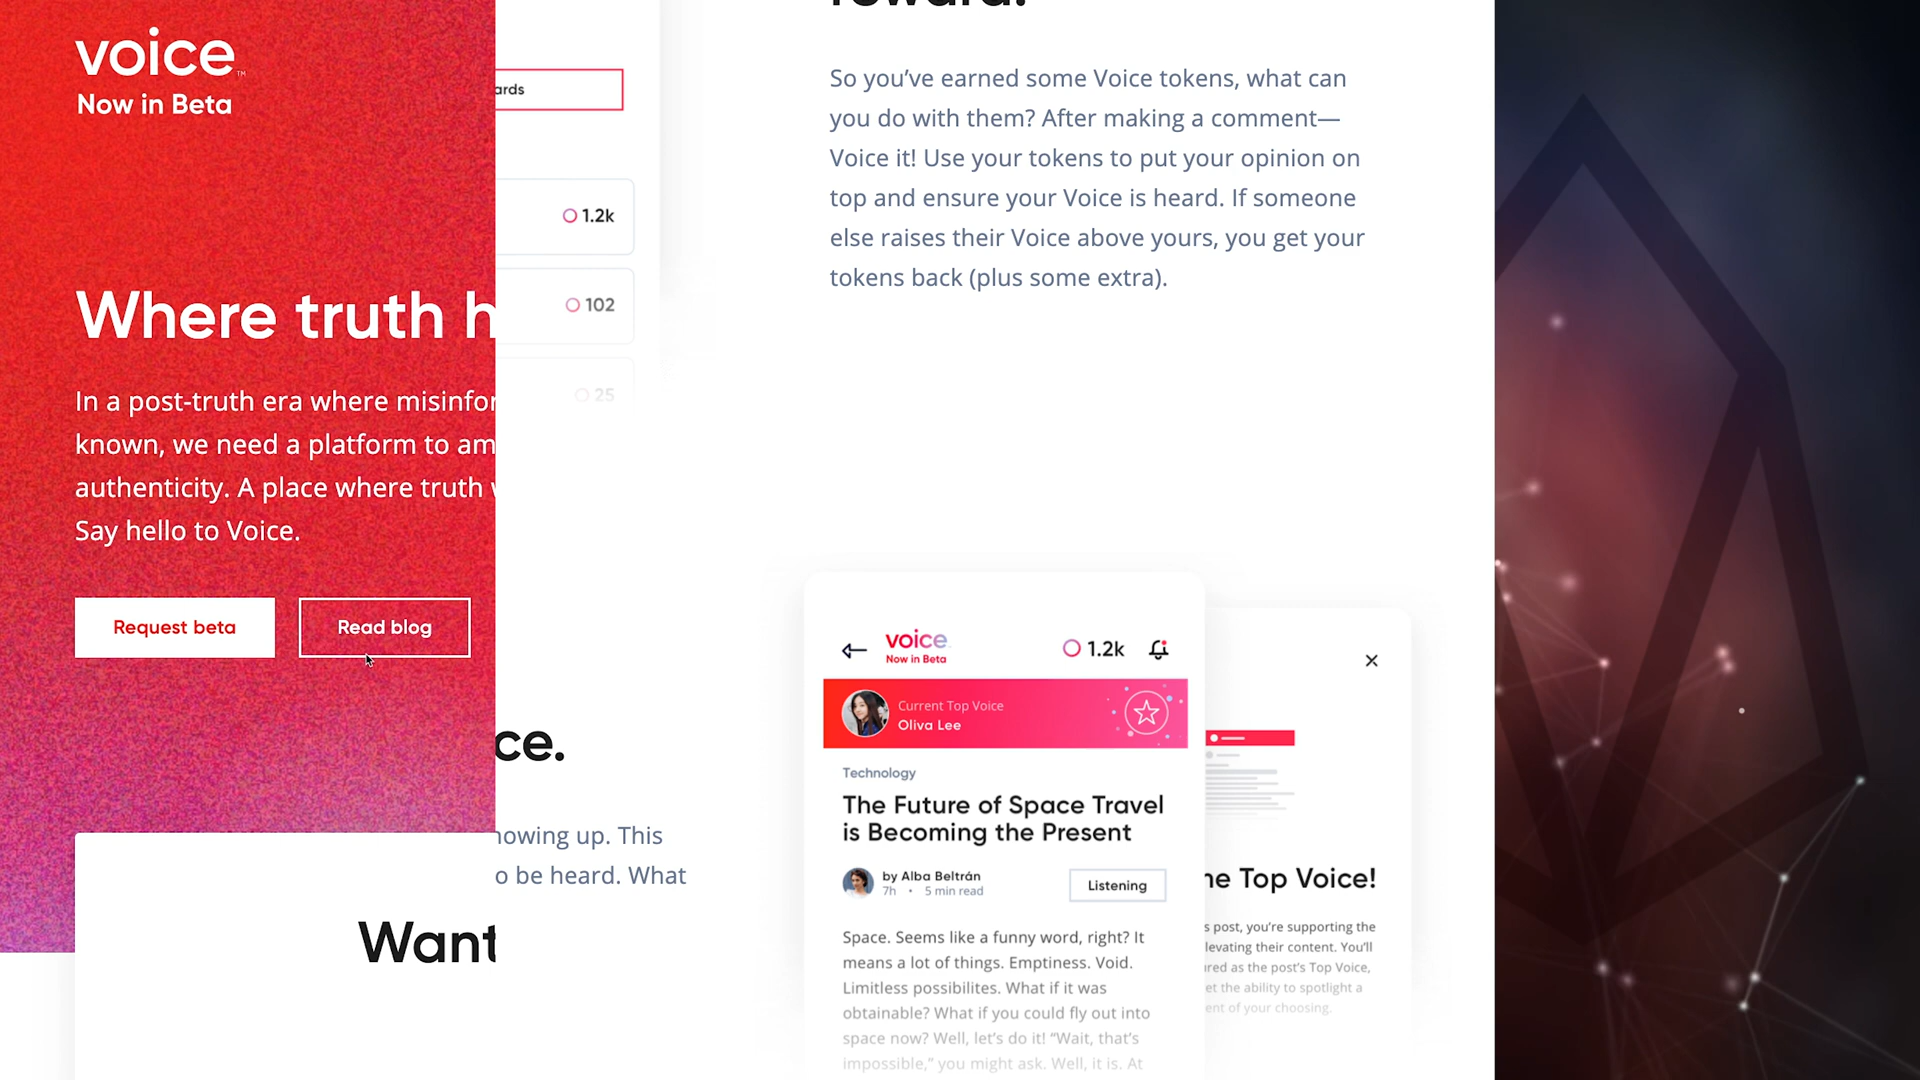 voice™
Now in Beta
Where truth h
In a post-truth era where misinfor
known, we need a platform to am
authenticity. A place where truth
Say hello to Voice.
Request beta
Read blog
Want
ards
1.2k
102
25
ce.
howing up. This
o be heard. What
reward.
So you’ve earned some Voice tokens, what can
you do with them? After making a comment—
Voice it! Use your tokens to put your opinion on
top and ensure your Voice is heard. If someone
else raises their Voice above yours, you get your
tokens back (plus some extra).
voice
Now in Beta
1.2k
Current Top Voice
Oliva Lee
Technology
The Future of Space Travel
is Becoming the Present
by Alba Beltrán
7h • 5 min read
Listening
Space. Seems like a funny word, right? It
means a lot of things. Emptiness. Void.
Limitless possibilites. What if it was
obtainable? What if you could fly out into
space now? Well, let’s do it! “Wait, that’s
impossible,” you might ask. Well, it is. At
he Top Voice!
s post, you’re supporting the
levating their content. You’ll
red as the post’s Top Voice,
et the ability to spotlight a
ent of your choosing.